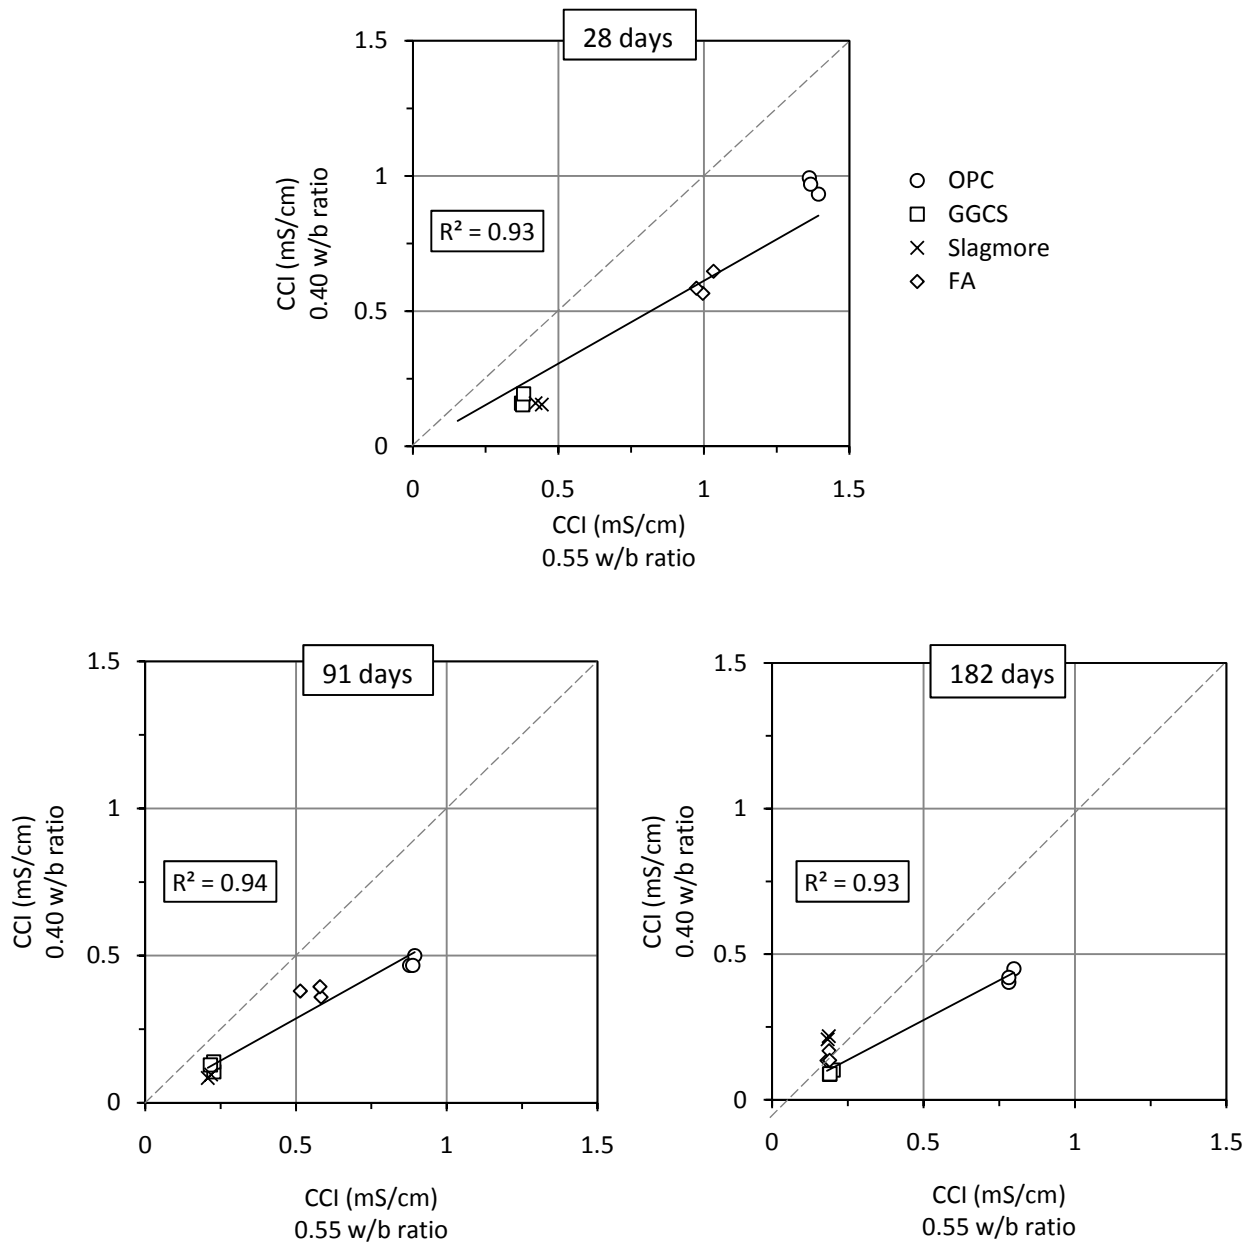 28 days
1.5
1
0.5
0
CCI (mS/cm)
0.40 w/b ratio
R² = 0.93
0 0.5 1 1.5
CCI (mS/cm)
0.55 w/b ratio
OPC
GGCS
Slagmore
FA
91 days
1.5
1
0.5
0
CCI (mS/cm)
0.40 w/b ratio
R² = 0.94
0 0.5 1 1.5
CCI (mS/cm)
0.55 w/b ratio
182 days
1.5
1
0.5
0
CCI (mS/cm)
0.40 w/b ratio
R² = 0.93
0 0.5 1 1.5
CCI (mS/cm)
0.55 w/b ratio